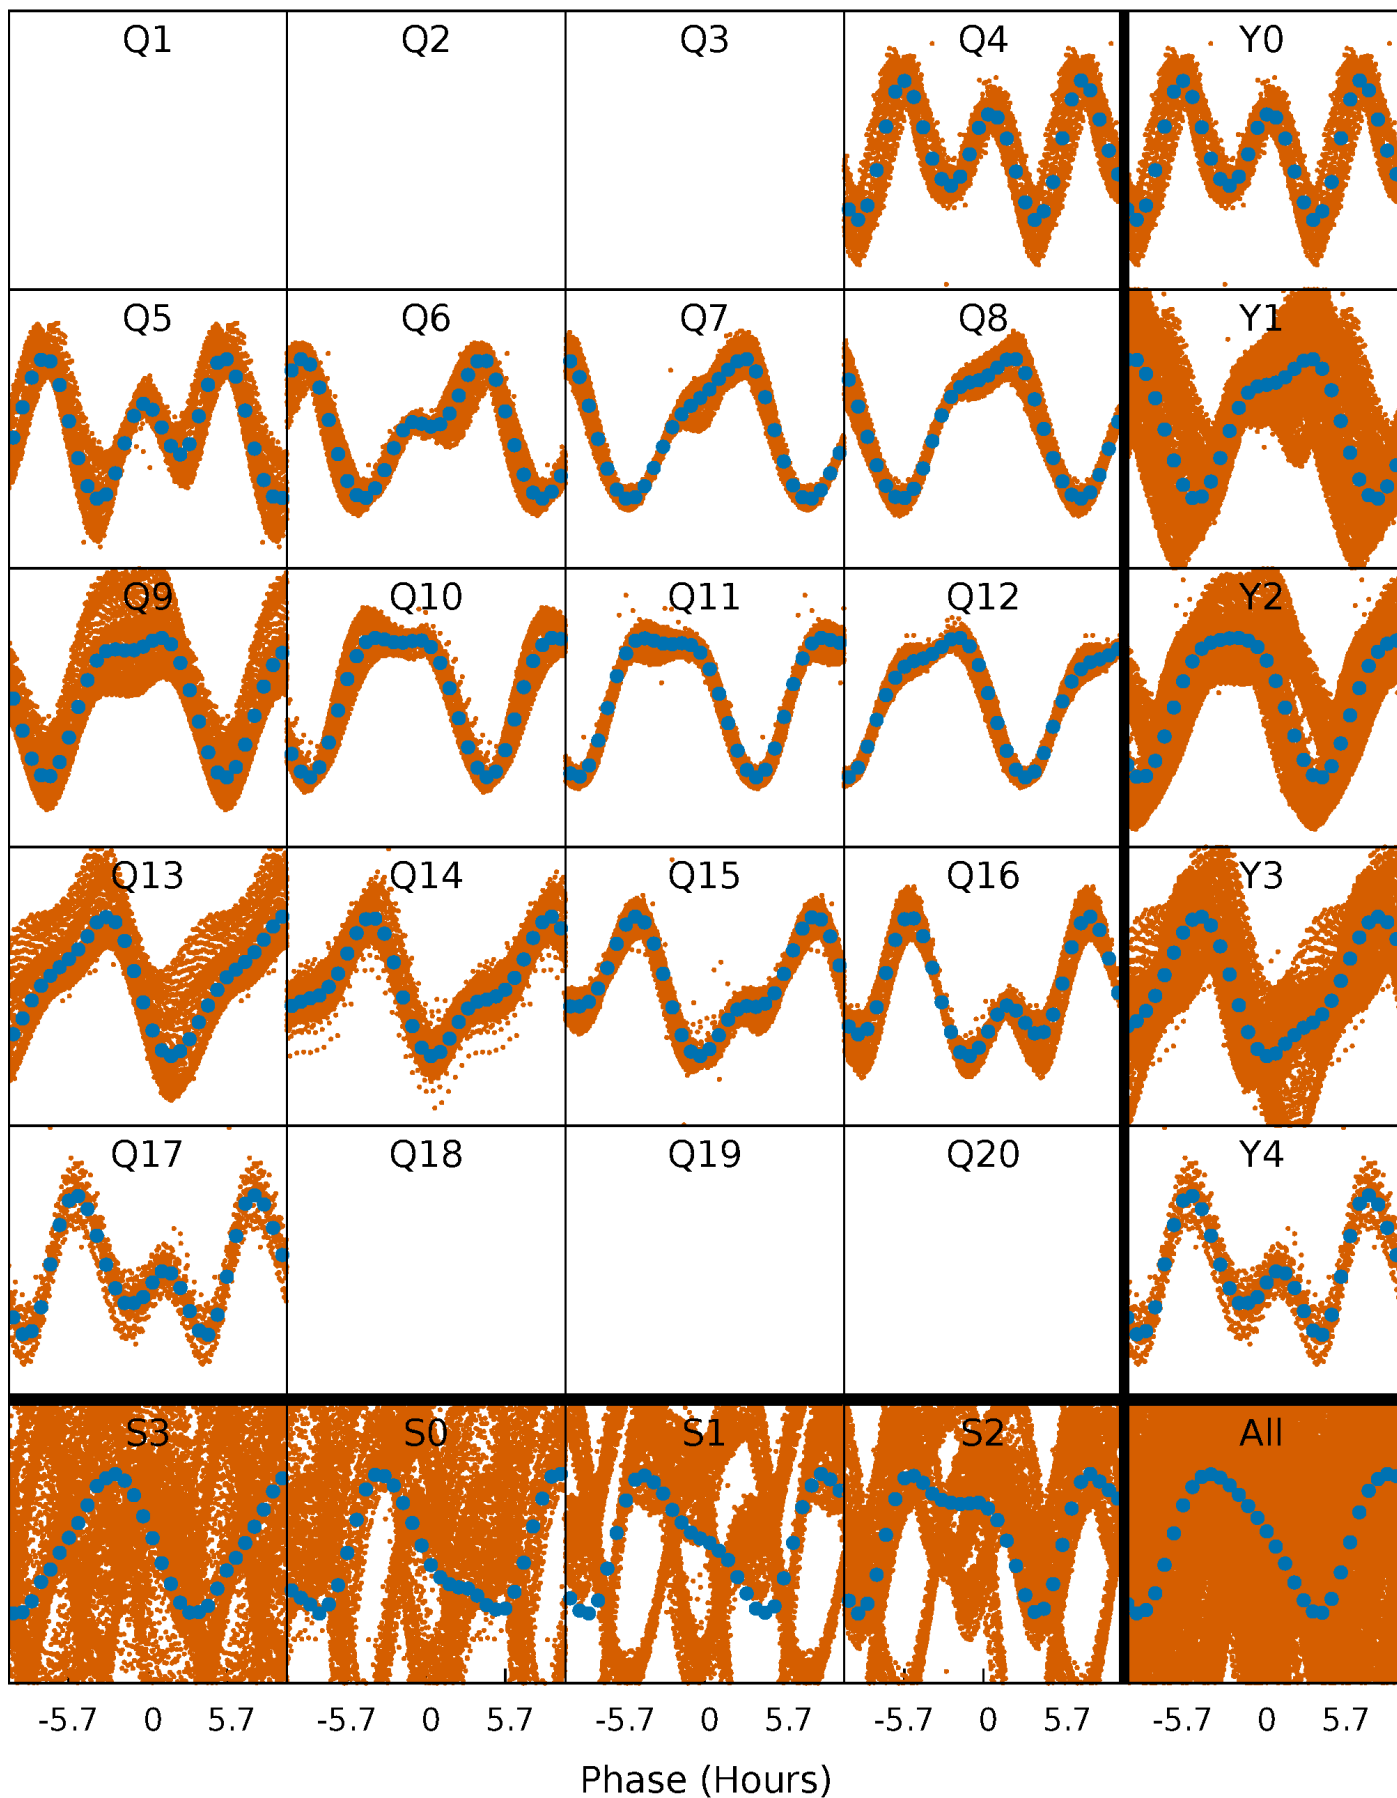 Q1 Q2 Q3 Q4 Y0
Q5 Q6 Q7 Q8 Y1
Q9 Q10 Q11 Q12 Y2
Q13 Q14 Q15 Q16 Y3
Q17 Q18 Q19 Q20 Y4
S3 S0 S1 S2 All
-5.7 0 5.7 -5.7 0 5.7 -5.7 0 5.7 -5.7 0 5.7 -5.7 0 5.7
Phase (Hours)